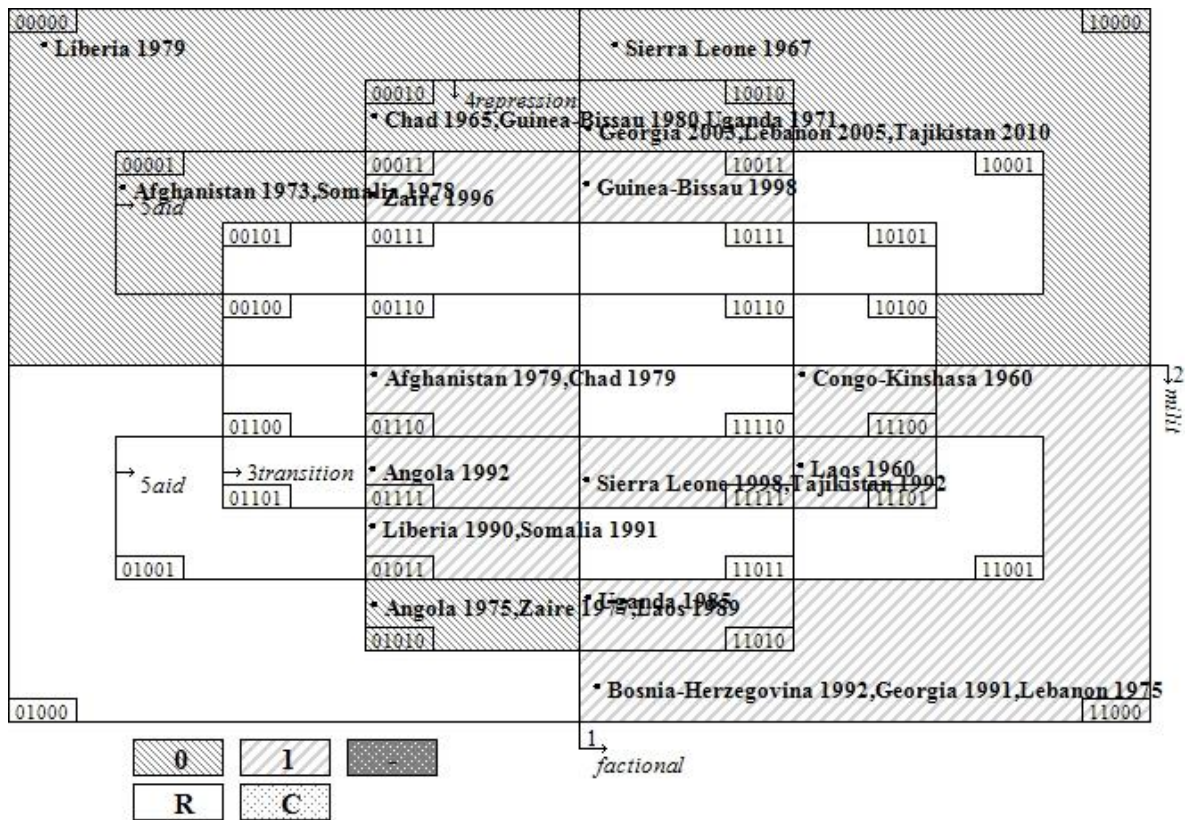 00000 10000
Liberia 1979 Sierra Leone 1967
00010 4repression 10010
Chad 1965,Guinea-Bissau 1980,Uganda 1971
Georgia 2003,Lebanon 2005,Tajikistan 2010
00001 00011 10011 10001
Afghanistan 1973,Somalia 1978 Guinea-Bissau 1998
Zaire 1996
5aid
00101 00111 10111 10101
00100 00110 10110 10100
Afghanistan 1979,Chad 1979 Congo-Kinshasa 1960
2 milit
01100 01110 11110 11100
Angola 1992 Laos 1960
5aid 3transition Sierra Leone 1998,Tajikistan 1992
01101 01111 11111 11101
Liberia 1990,Somalia 1991
01001 01011 11011 11001
Uganda 1985
Angola 1975,Zaire 1977,Laos 1989
01010 11010
Bosnia-Herzegovina 1992,Georgia 1991,Lebanon 1975
01000 11000
1
factional
0 1 -
R C